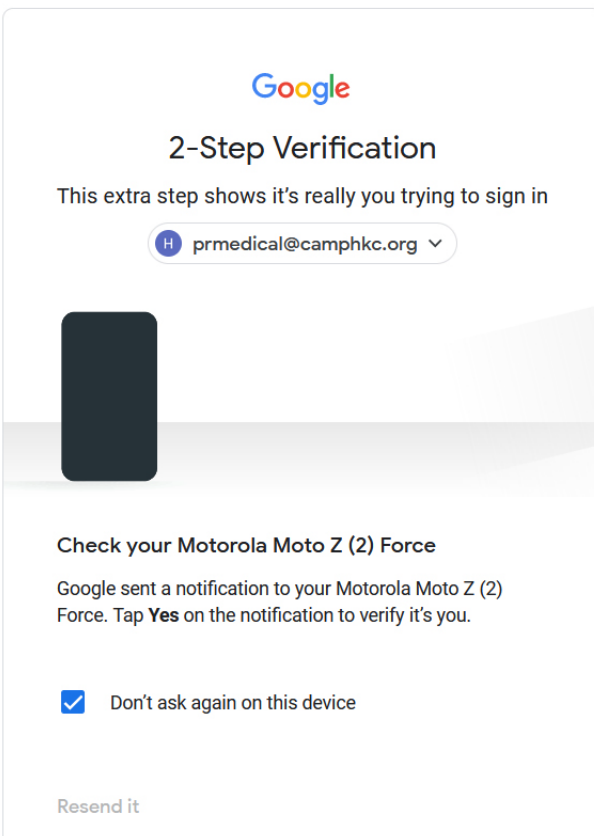 Google
2-Step Verification
This extra step shows it's really you trying to sign in
H prmedical@camphkc.org
Check your Motorola Moto Z (2) Force
Google sent a notification to your Motorola Moto Z (2)
Force. Tap Yes on the notification to verify it's you.
Don't ask again on this device
Resend it